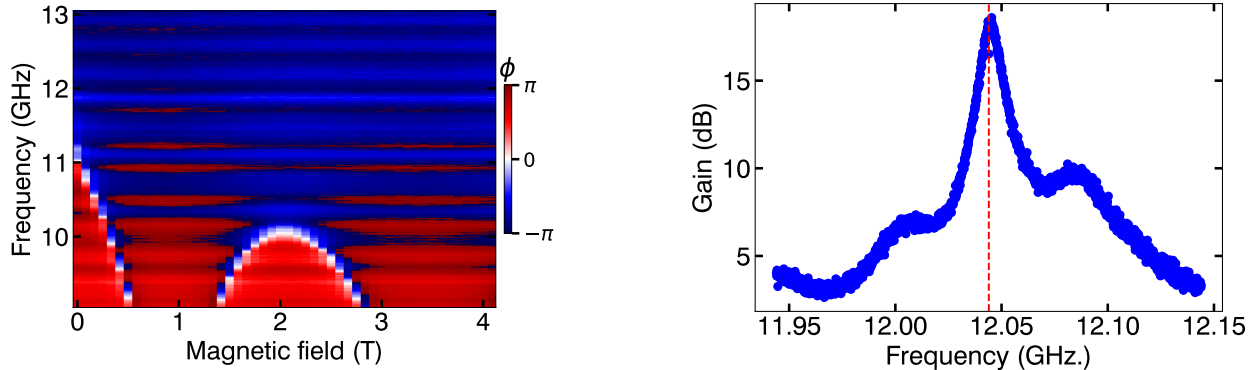 13
12
11
10
Frequency (GHz)
0
1
2
3
4
Magnetic field (T)
ϕ
π
0
−π
15
10
5
Gain (dB)
11.95
12.00
12.05
12.10
12.15
Frequency (GHz.)